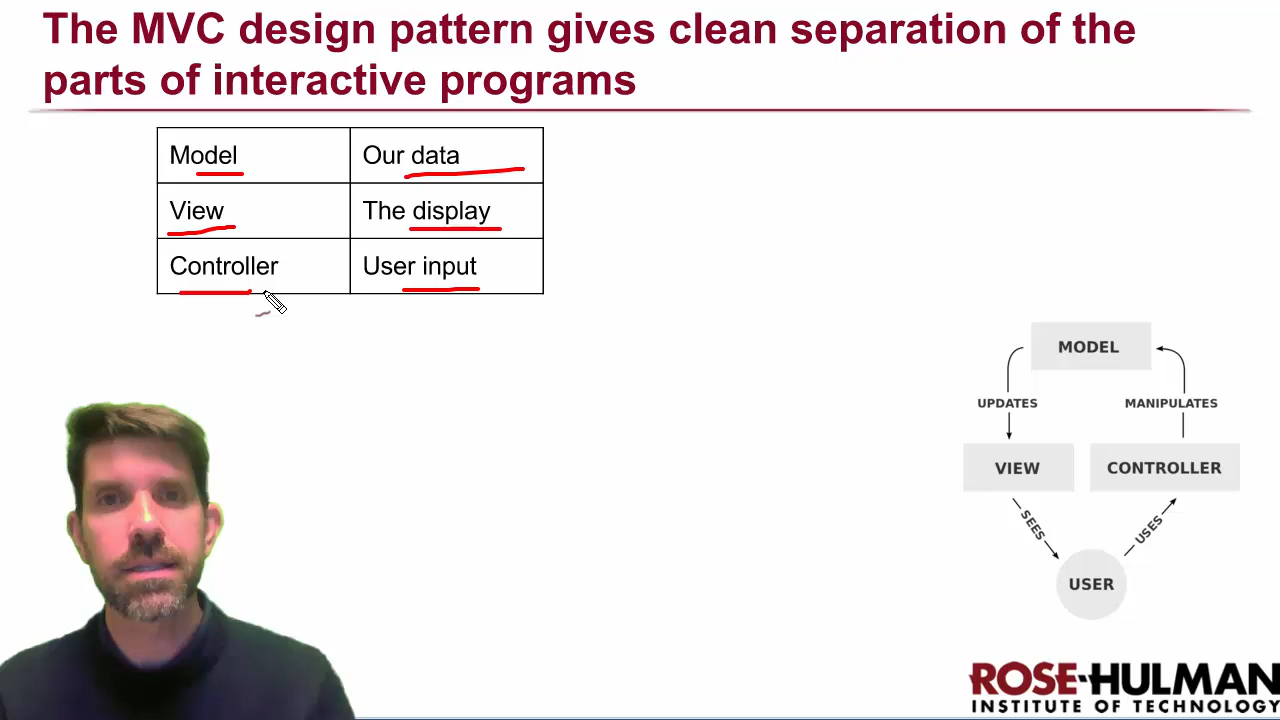 The MVC design pattern gives clean separation of the
parts of interactive programs
Model Our data
View The display
Controller User input
MODEL
UPDATES MANIPULATES
VIEW CONTROLLER
SEES USES
USER
ROSE-HULMAN
INSTITUTE OF TECHNOLOGY